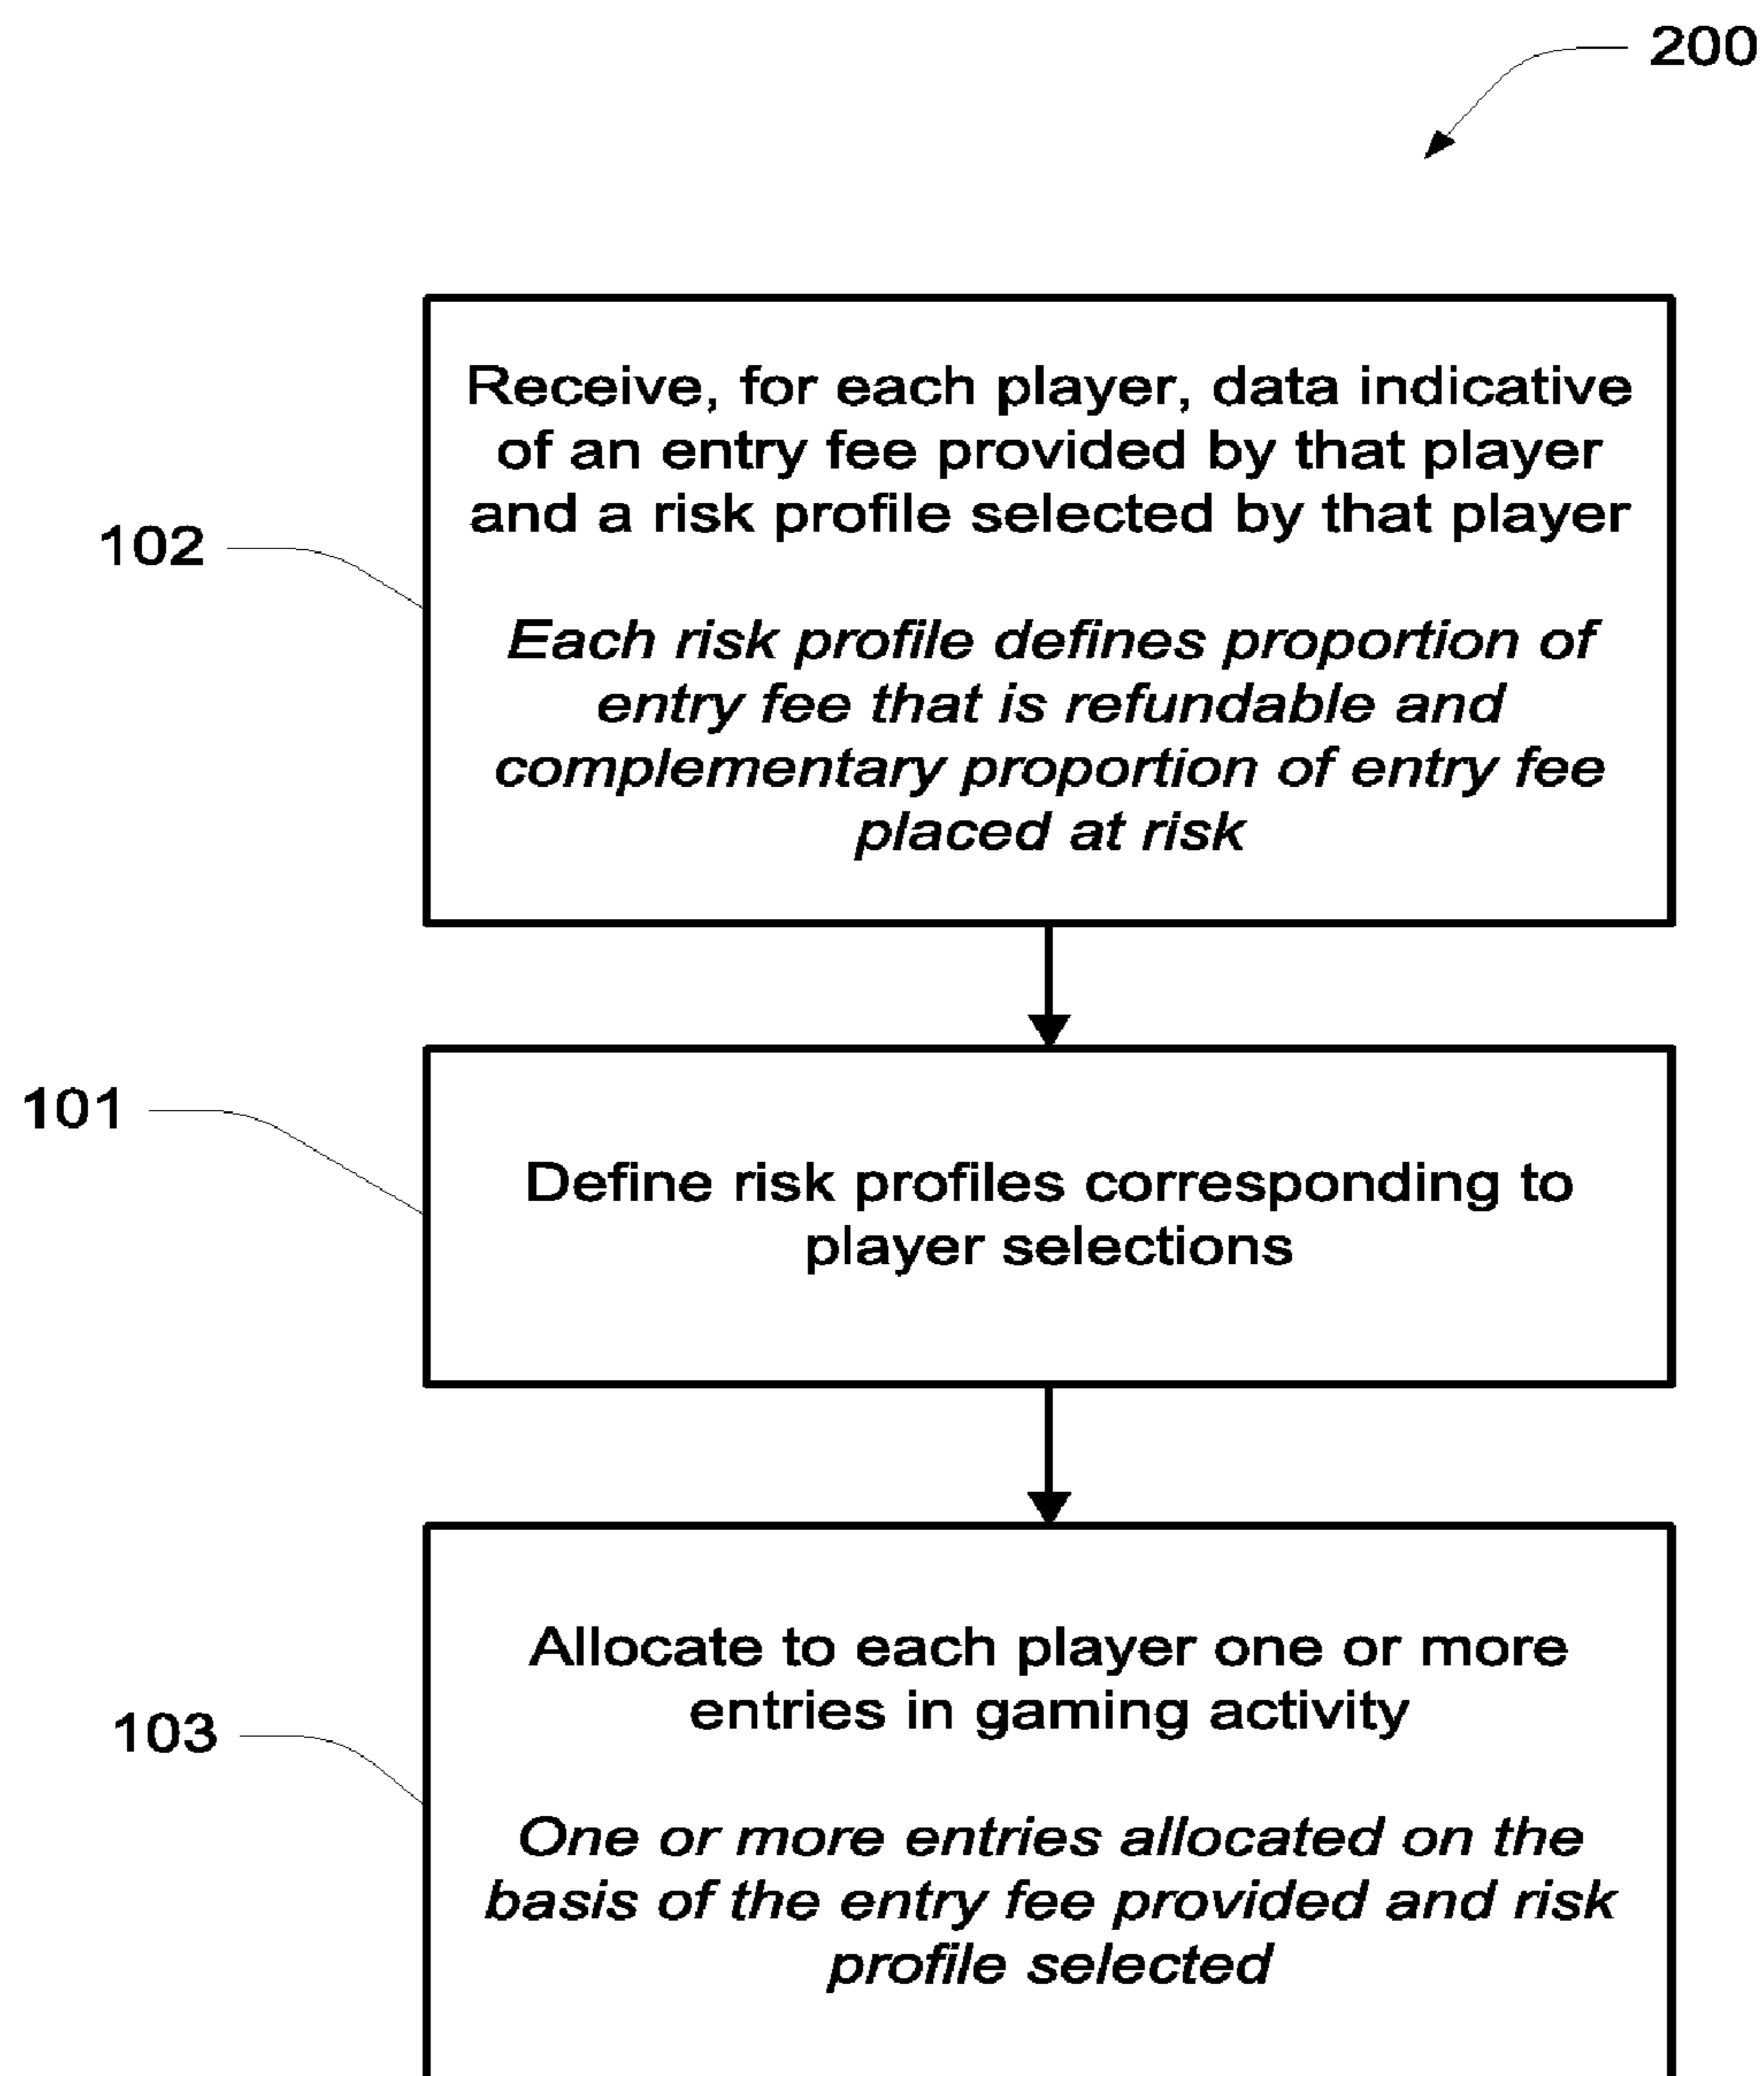 200
Receive, for each player, data indicative
of an entry fee provided by that player
and a risk profile selected by that player
102
Each risk profile defines proportion of
entry fee that is refundable and
complementary proportion of entry fee
placed at risk
101
Define risk profiles corresponding to
player selections
Allocate to each player one or more
entries in gaming activity
103
One or more entries allocated on the
basis of the entry fee provided and risk
profile selected